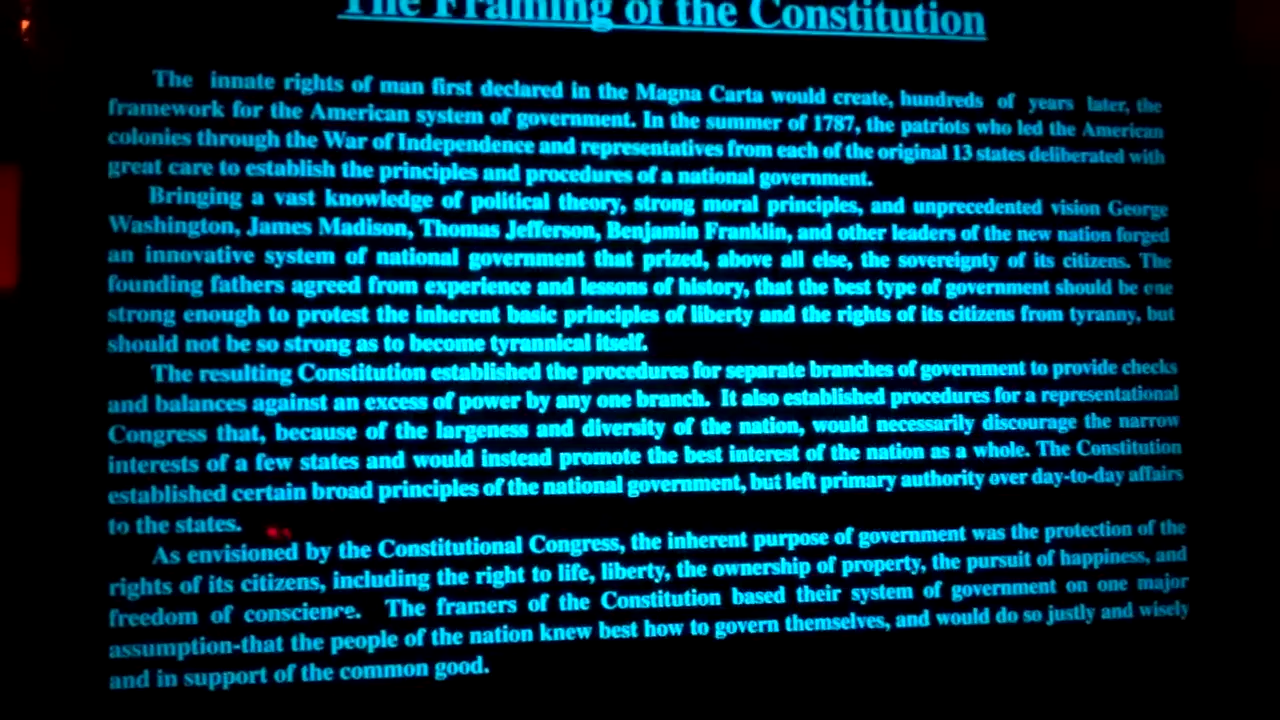 The Framing of the Constitution
The innate rights of man first declared in the Magna Carta would create, hundreds of years later, the
framework for the American system of government. In the summer of 1787, the patriots who led the American
colonies through the War of Independence and representatives from each of the original 13 states deliberated with
great care to establish the principles and procedures of a national government.
Bringing a vast knowledge of political theory, strong moral principles, and unprecedented vision George
Washington, James Madison, Thomas Jefferson, Benjamin Franklin, and other leaders of the new nation forged
an innovative system of national government that prized, above all else, the sovereignty of its citizens. The
founding fathers agreed from experience and lessons of history, that the best type of government should be one
strong enough to protest the inherent basic principles of liberty and the rights of its citizens from tyranny, but
should not be so strong as to become tyrannical itself.
The resulting Constitution established the procedures for separate branches of government to provide checks
and balances against an excess of power by any one branch. It also established procedures for a representational
Congress that, because of the largeness and diversity of the nation, would necessarily discourage the narrow
interests of a few states and would instead promote the best interest of the nation as a whole. The Constitution
established certain broad principles of the national government, but left primary authority over day-to-day affairs
to the states.
As envisioned by the Constitutional Congress, the inherent purpose of government was the protection of the
rights of its citizens, including the right to life, liberty, the ownership of property, the pursuit of happiness, and
freedom of conscience. The framers of the Constitution based their system of government on one major
assumption-that the people of the nation knew best how to govern themselves, and would do so justly and wisely
and in support of the common good.